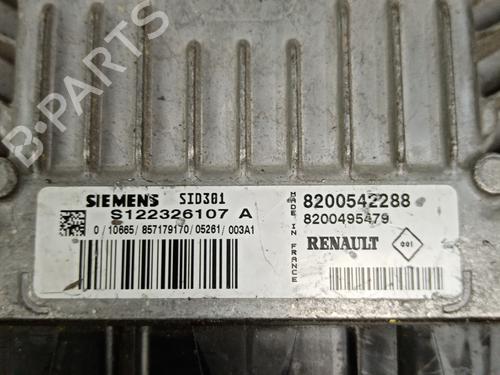 B-PARTS
SIEMENS SID301
S122326107 A
0 / 10665 / 857179170 / 05261 / 003A1
MADE IN FRANCE
8200542288
8200495479
RENAULT
001